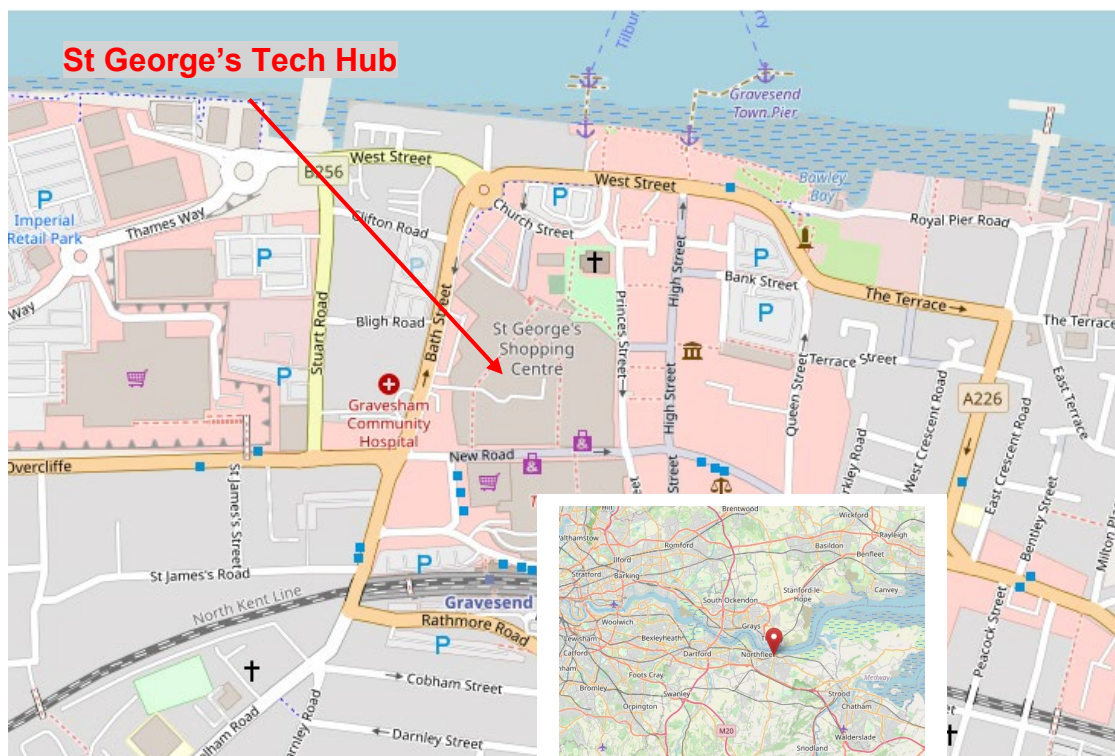 St George’s Tech Hub
Tilbury
Gravesend
Town Pier
B256
West Street
West Street
Bawley
Bay
Royal Pier Road
P
Imperial
Retail Park
Thames Way
P
Clifton Road
P
Church Street
P
High Street
Bank Street
P
P
The Terrace
The Terrace
Way
Stuart Road
Bligh Road
Bath Street
St George's
Shopping
Centre
Princes Street
Terrace Street
Queen Street
East Terrace
A226
P
Gravesham
Community
Hospital
High Street
West Crescent Road
East Crescent Road
Overcliffe
New Road
Street
St James's Street
Bentley Street
St James's Road
P
North Kent Line
Gravesend
Rathmore Road
P
Peacock Street
Cobham Street
Darnley Street
Brentwood
Wickford
Rayleigh
Romford
Basildon
Benfleet
Ilford
Stratford
Barking
Stanford-le-
Hope
Canvey
South Ockendon
Woolwich
Grays
Lewisham
Bexleyheath
Dartford
Northfleet
Catford
Foots Cray
Medway
Bromley
Swanley
Strood
Chatham
Orpington
Walderslade
M20
Snodland